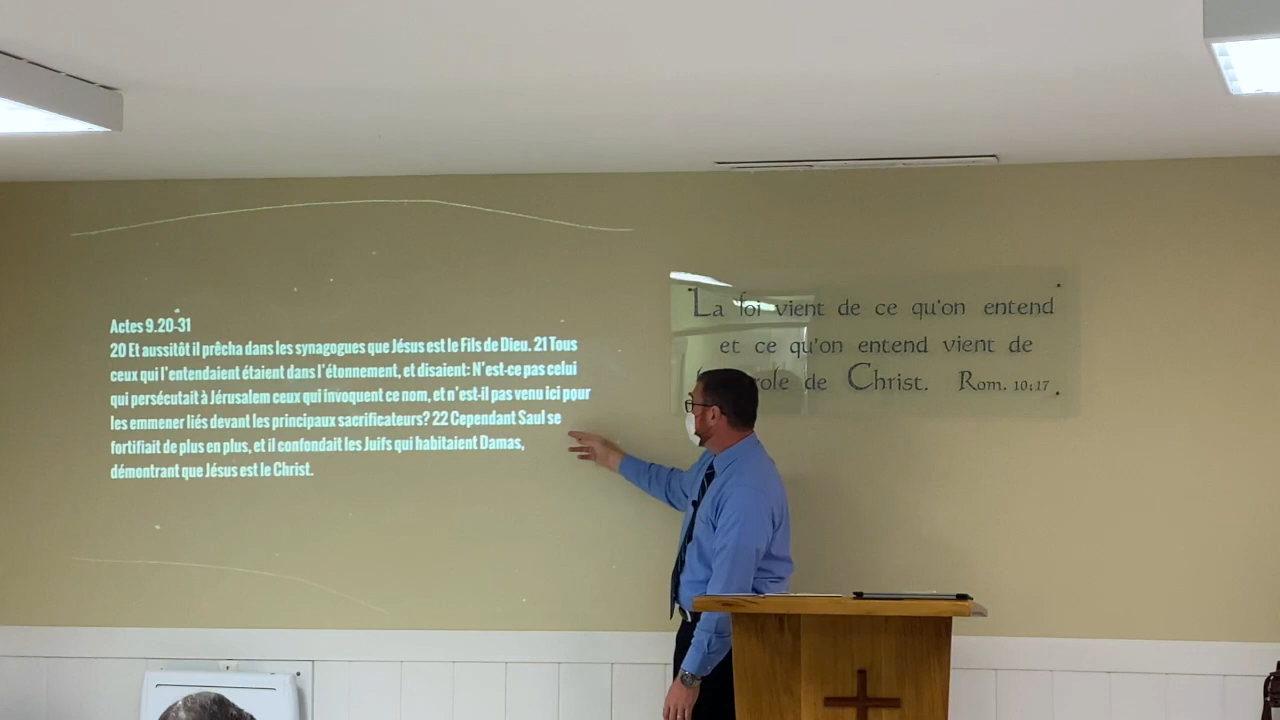 Actes 9.20-31
20 Et aussitôt il prêcha dans les synagogues que Jésus est le Fils de Dieu. 21 Tous
ceux qui l'entendaient étaient dans l'étonnement, et disaient: N'est-ce pas celui
qui persécutait à Jérusalem ceux qui invoquent ce nom, et n'est-il pas venu ici pour
les emmener liés devant les principaux sacrificateurs? 22 Cependant Saul se
fortifiait de plus en plus, et il confondait les Juifs qui habitaient Damas,
démontrant que Jésus est le Christ.
La foi vient de ce qu'on entend
et ce qu'on entend vient de
de Christ. Rom. 10:17